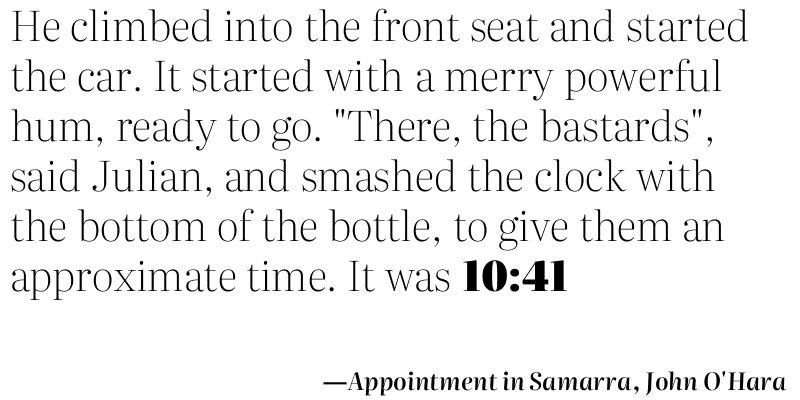 He climbed into the front seat and started
the car. It started with a merry powerful
hum, ready to go. "There, the bastards",
said Julian, and smashed the clock with
the bottom of the bottle, to give them an
approximate time. It was 10:41
—Appointment in Samarra, John O'Hara